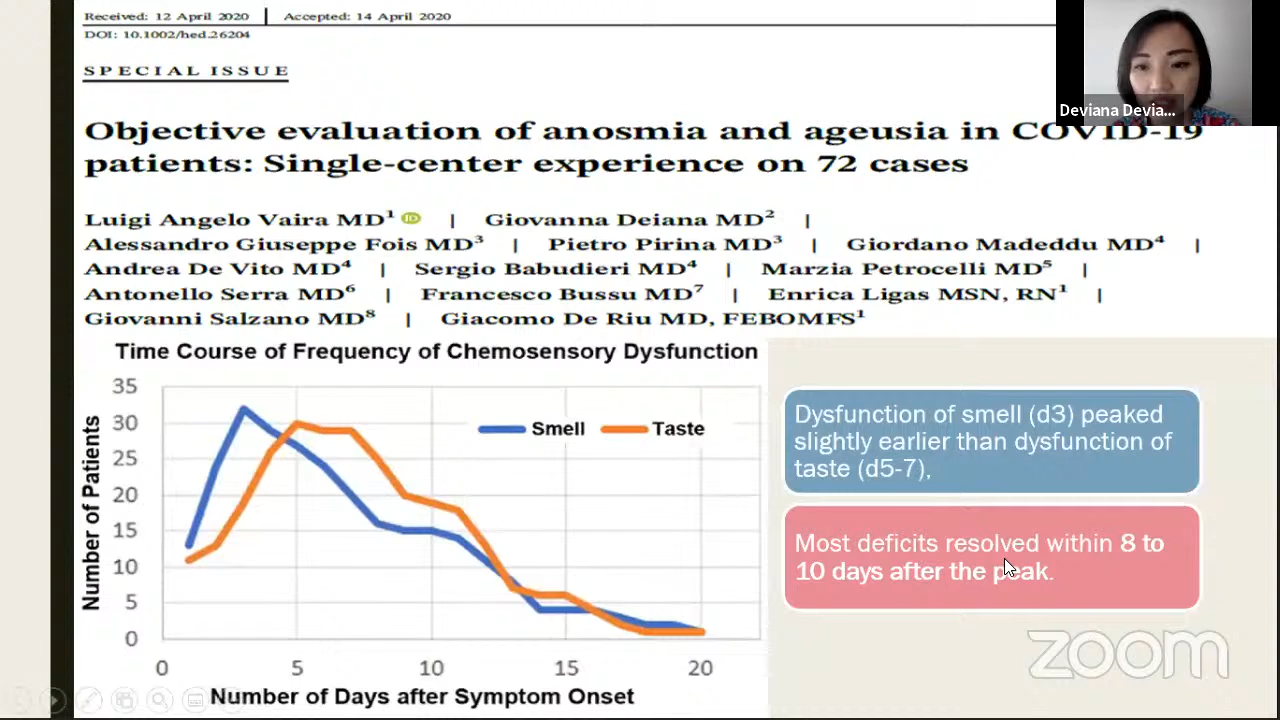 Received: 12 April 2020 | Accepted: 14 April 2020
DOI: 10.1002/hed.26204
SPECIAL ISSUE
Deviana Devia...
Objective evaluation of anosmia and ageusia in COVID-19
patients: Single-center experience on 72 cases
Luigi Angelo Vaira MD¹ iD | Giovanna Deiana MD² |
Alessandro Giuseppe Fois MD³ | Pietro Pirina MD³ | Giordano Madeddu MD⁴ |
Andrea De Vito MD⁴ | Sergio Babudieri MD⁴ | Marzia Petrocelli MD⁵ |
Antonello Serra MD⁶ | Francesco Bussu MD⁷ | Enrica Ligas MSN, RN¹ |
Giovanni Salzano MD⁸ | Giacomo De Riu MD, FEBOMFS¹
Time Course of Frequency of Chemosensory Dysfunction
35
30
25
20
15
10
5
0
Number of Patients
Smell Taste
0 5 10 15 20
Number of Days after Symptom Onset
Dysfunction of smell (d3) peaked
slightly earlier than dysfunction of
taste (d5-7),
Most deficits resolved within 8 to
10 days after the peak.
zoom